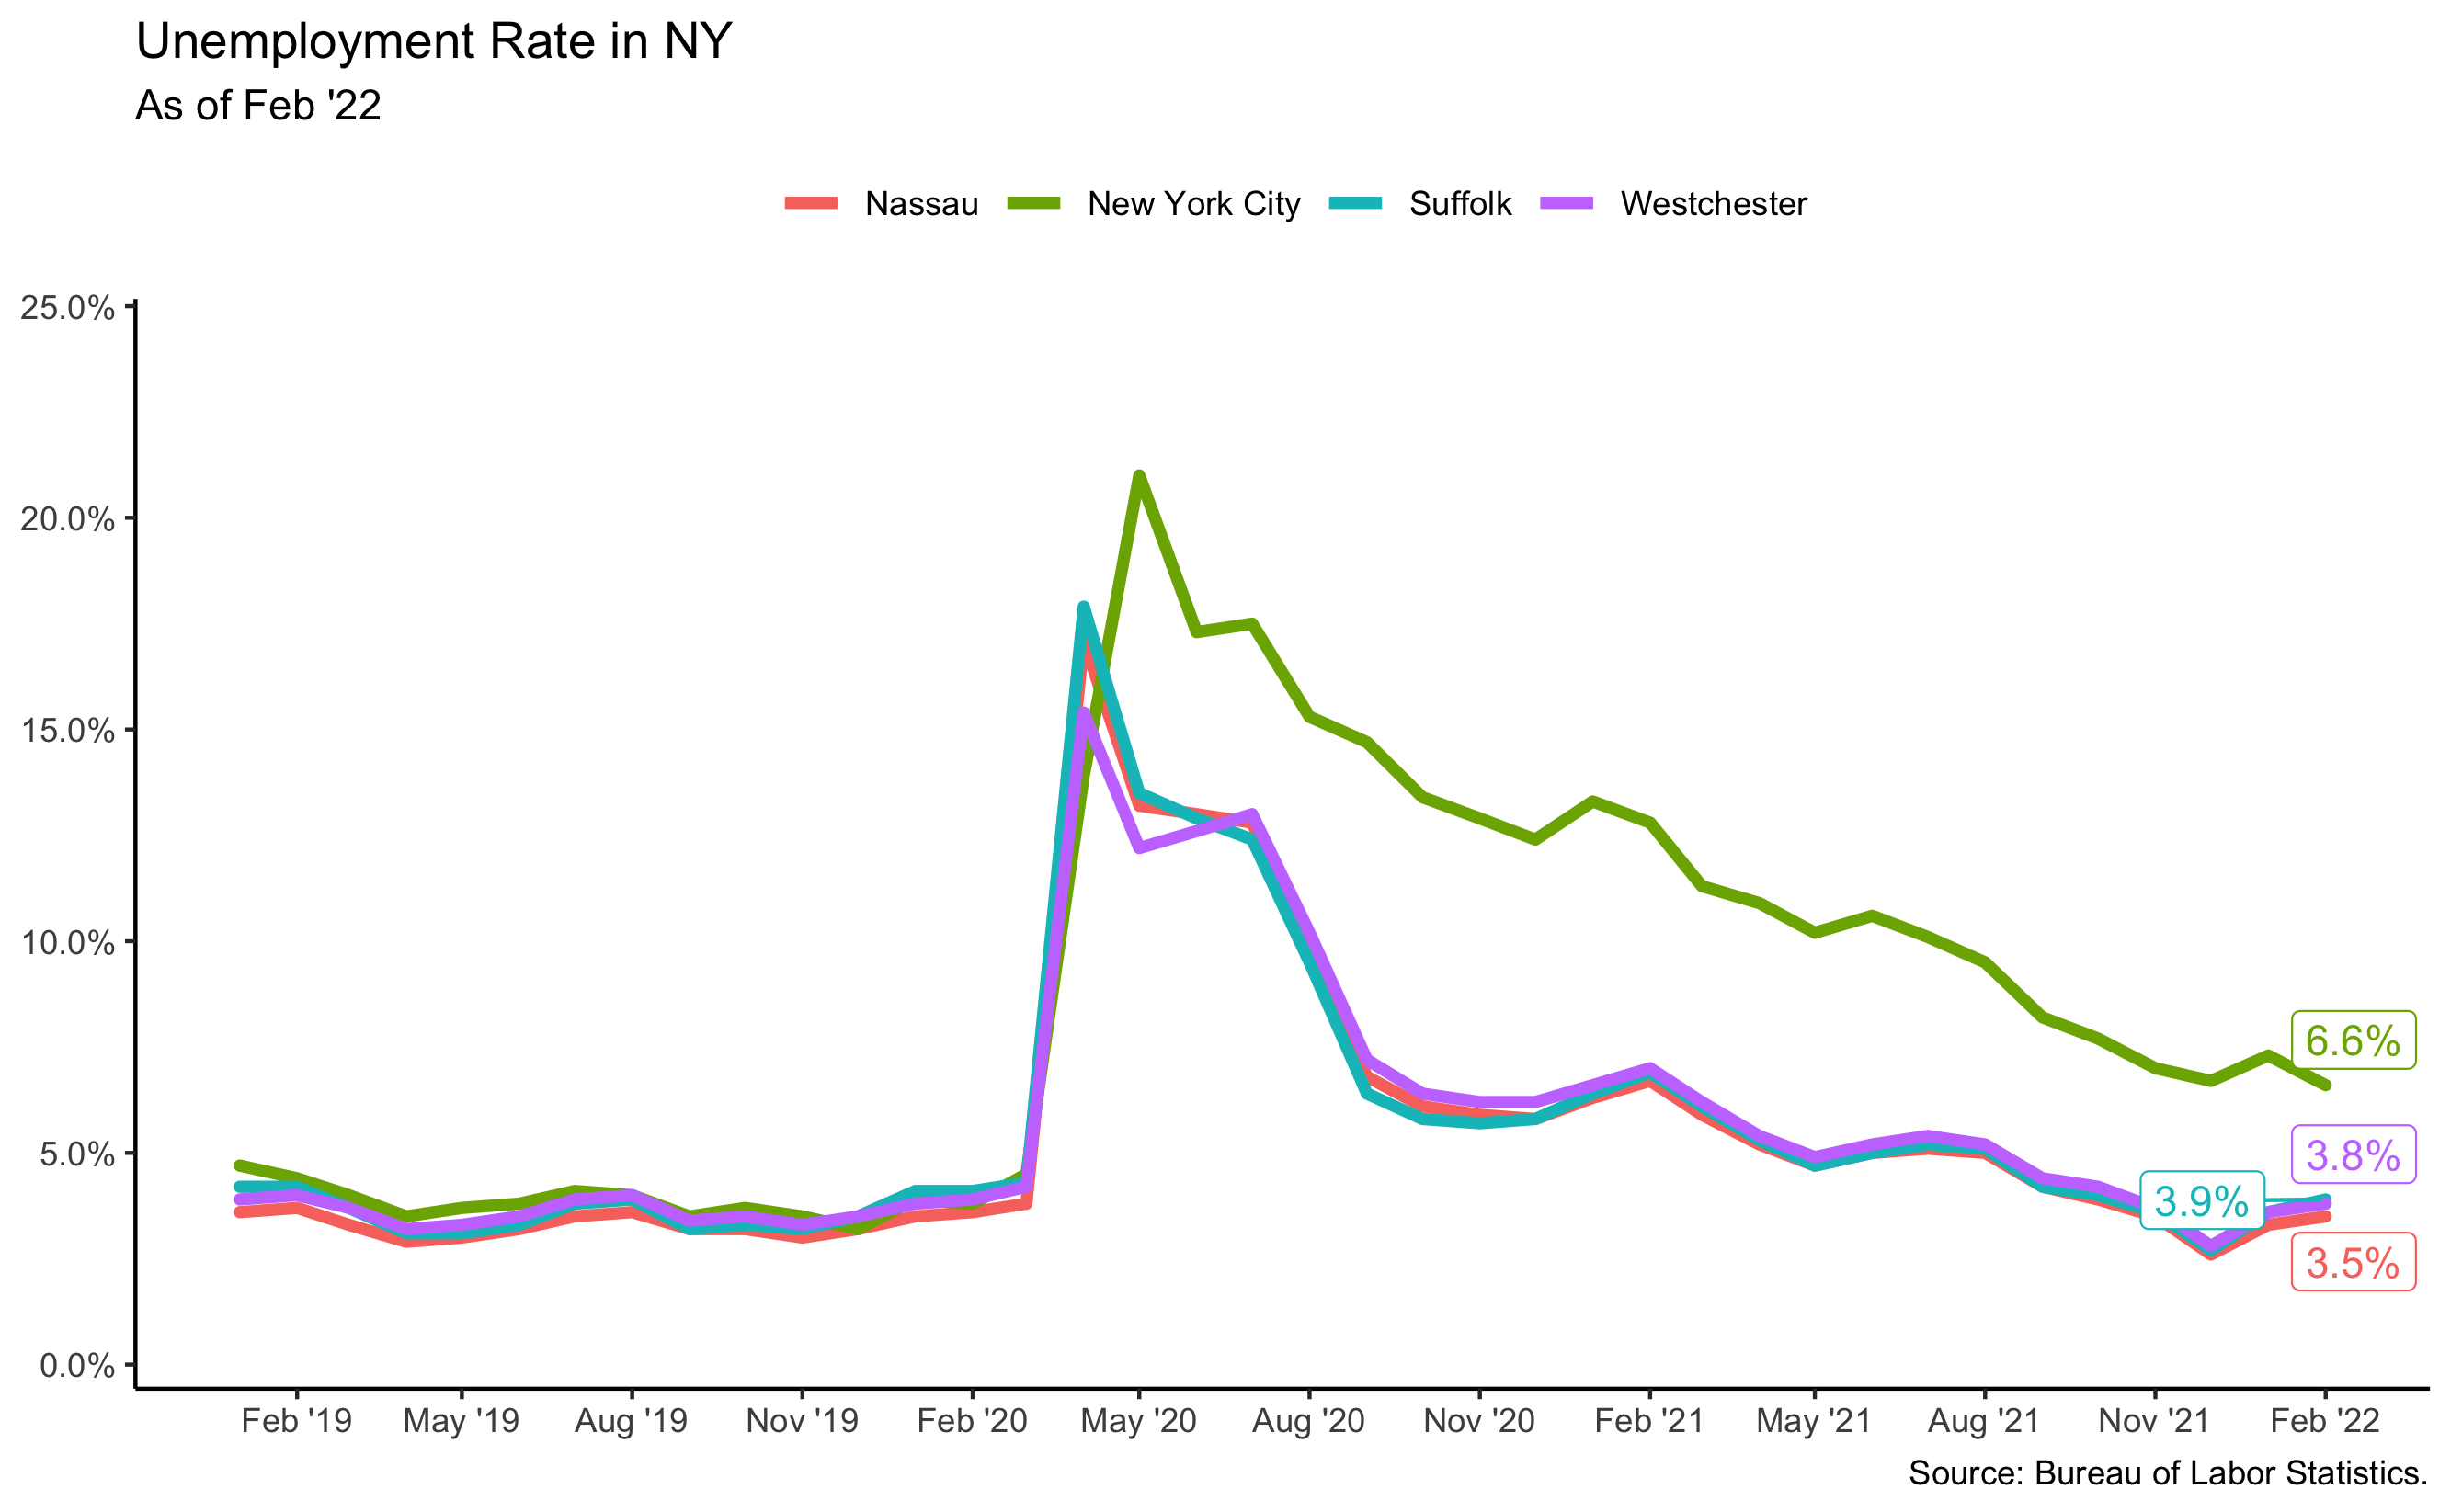 Unemployment Rate in NY
As of Feb '22
Nassau New York City Suffolk Westchester
25.0%
20.0%
15.0%
10.0%
5.0%
0.0%
6.6%
3.8%
3.9%
3.5%
Feb '19 May '19 Aug '19 Nov '19 Feb '20 May '20 Aug '20 Nov '20 Feb '21 May '21 Aug '21 Nov '21 Feb '22
Source: Bureau of Labor Statistics.